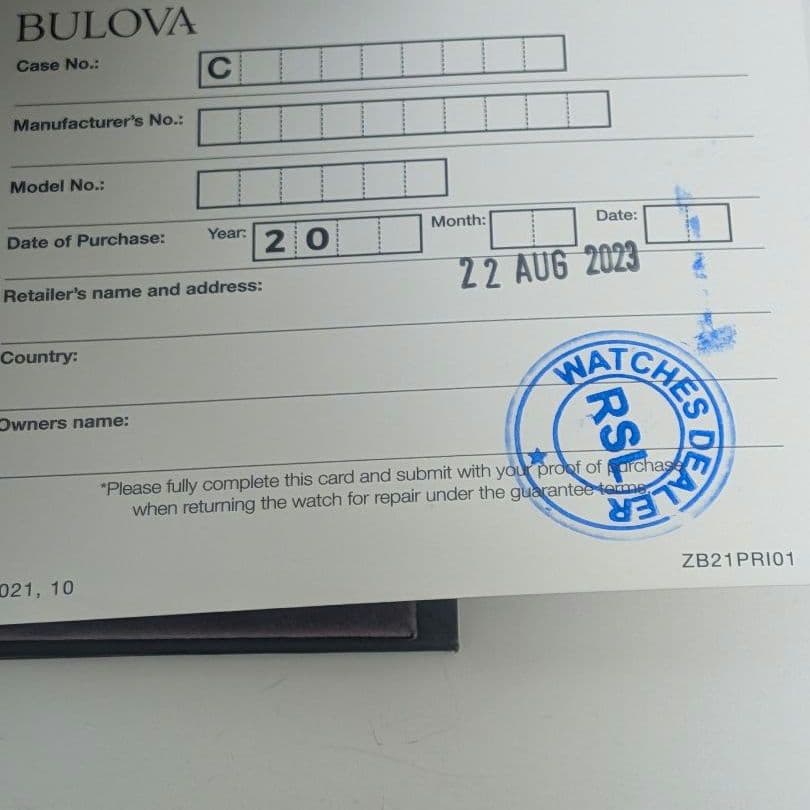 BULOVA
Case No.: C
Manufacturer's No.:
Model No.:
Date of Purchase: Year: 20 Month: Date:
22 AUG 2023
Retailer's name and address:
Country:
Owners name:
WATCHES DEALER
RSL
*Please fully complete this card and submit with your proof of purchase
when returning the watch for repair under the guarantee terms.
ZB21PRI01
021, 10